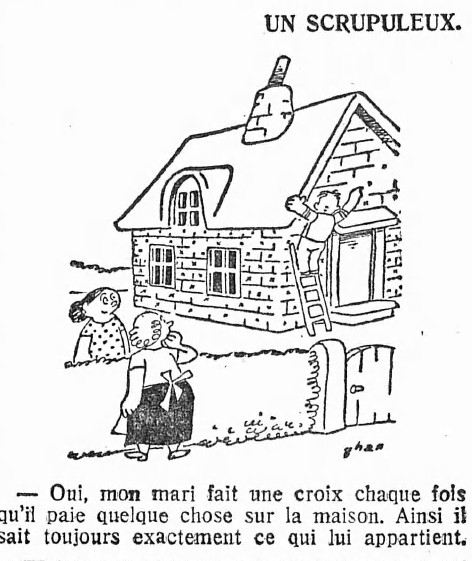 UN SCRUPULEUX.
ghan
— Oui, mon mari fait une croix chaque fois
qu'il paie quelque chose sur la maison. Ainsi il
sait toujours exactement ce qui lui appartient.